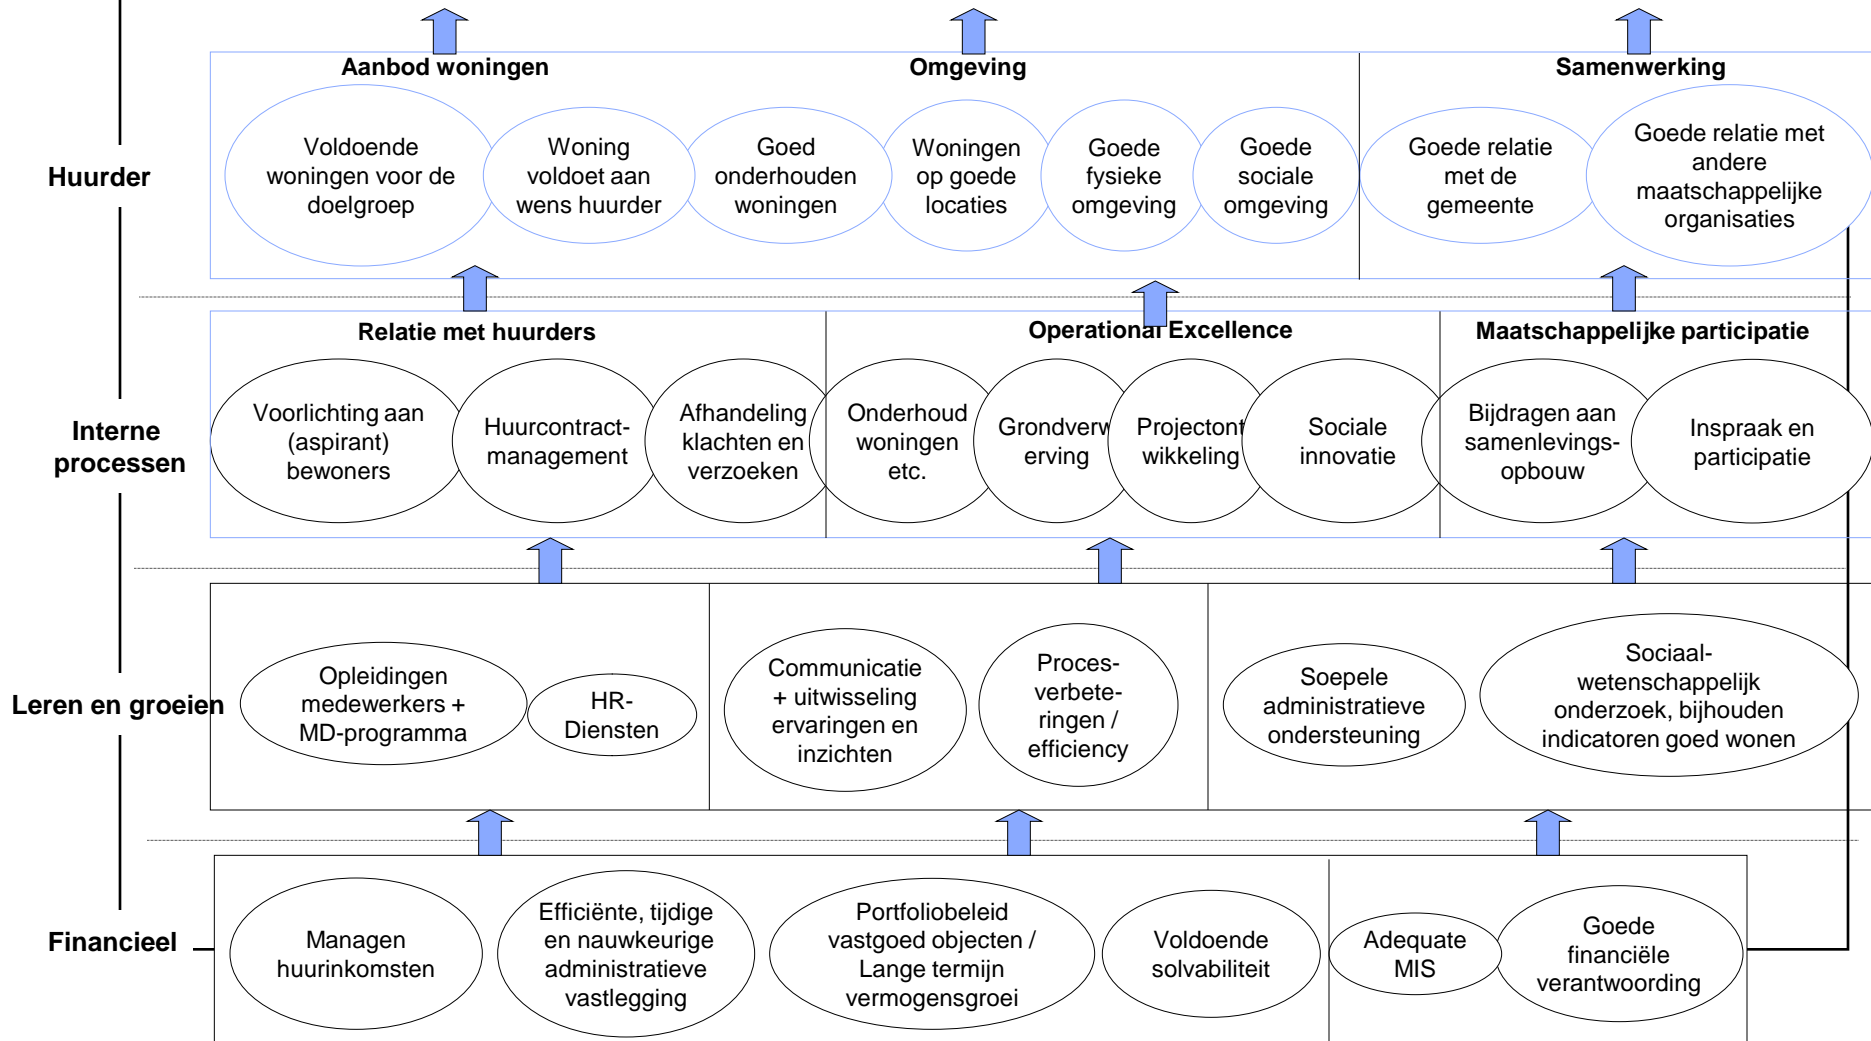 Aanbod woningen
Omgeving
Samenwerking
Huurder
Voldoende
woningen voor de
doelgroep
Woning
voldoet aan
wens huurder
Goed
onderhouden
woningen
Woningen
op goede
locaties
Goede
fysieke
omgeving
Goede
sociale
omgeving
Goede relatie
met de
gemeente
Goede relatie met
andere
maatschappelijke
organisaties
Relatie met huurders
Operational Excellence
Maatschappelijke participatie
Interne
processen
Voorlichting aan
(aspirant)
bewoners
Huurcontract-
management
Afhandeling
klachten en
verzoeken
Onderhoud
woningen
etc.
Grondverw
erving
Projectont
wikkeling
Sociale
innovatie
Bijdragen aan
samenlevings-
opbouw
Inspraak en
participatie
Leren en groeien
Opleidingen
medewerkers +
MD-programma
HR-
Diensten
Communicatie
+ uitwisseling
ervaringen en
inzichten
Proces-
verbete-
ringen /
efficiency
Soepele
administratieve
ondersteuning
Sociaal-
wetenschappelijk
onderzoek, bijhouden
indicatoren goed wonen
Financieel
Managen
huurinkomsten
Efficiënte, tijdige
en nauwkeurige
administratieve
vastlegging
Portfoliobeleid
vastgoed objecten /
Lange termijn
vermogensgroei
Voldoende
solvabiliteit
Adequate
MIS
Goede
financiële
verantwoording